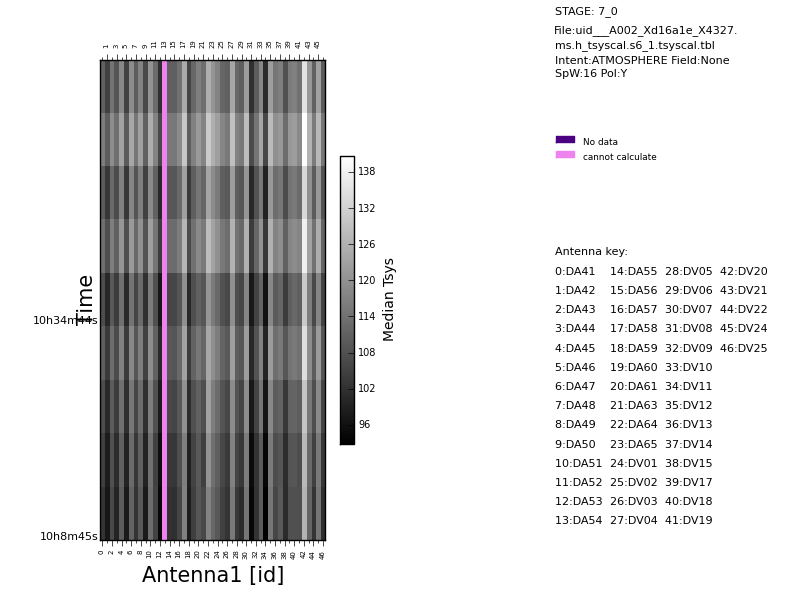 STAGE: 7_0
File:uid___A002_Xd16a1e_X4327.
ms.h_tsyscal.s6_1.tsyscal.tbl
Intent:ATMOSPHERE Field:None
SpW:16 Pol:Y
1 3 5 7 9 11 13 15 17 19 21 23 25 27 29 31 33 35 37 39 41 43 45
No data
cannot calculate
138
132
126
120
114
108
102
96
Median Tsys
Time
10h34m44s
10h8m45s
0 2 4 6 8 10 12 14 16 18 20 22 24 26 28 30 32 34 36 38 40 42 44 46
Antenna1 [id]
Antenna key:
0:DA41 14:DA55 28:DV05 42:DV20
1:DA42 15:DA56 29:DV06 43:DV21
2:DA43 16:DA57 30:DV07 44:DV22
3:DA44 17:DA58 31:DV08 45:DV24
4:DA45 18:DA59 32:DV09 46:DV25
5:DA46 19:DA60 33:DV10
6:DA47 20:DA61 34:DV11
7:DA48 21:DA63 35:DV12
8:DA49 22:DA64 36:DV13
9:DA50 23:DA65 37:DV14
10:DA51 24:DV01 38:DV15
11:DA52 25:DV02 39:DV17
12:DA53 26:DV03 40:DV18
13:DA54 27:DV04 41:DV19